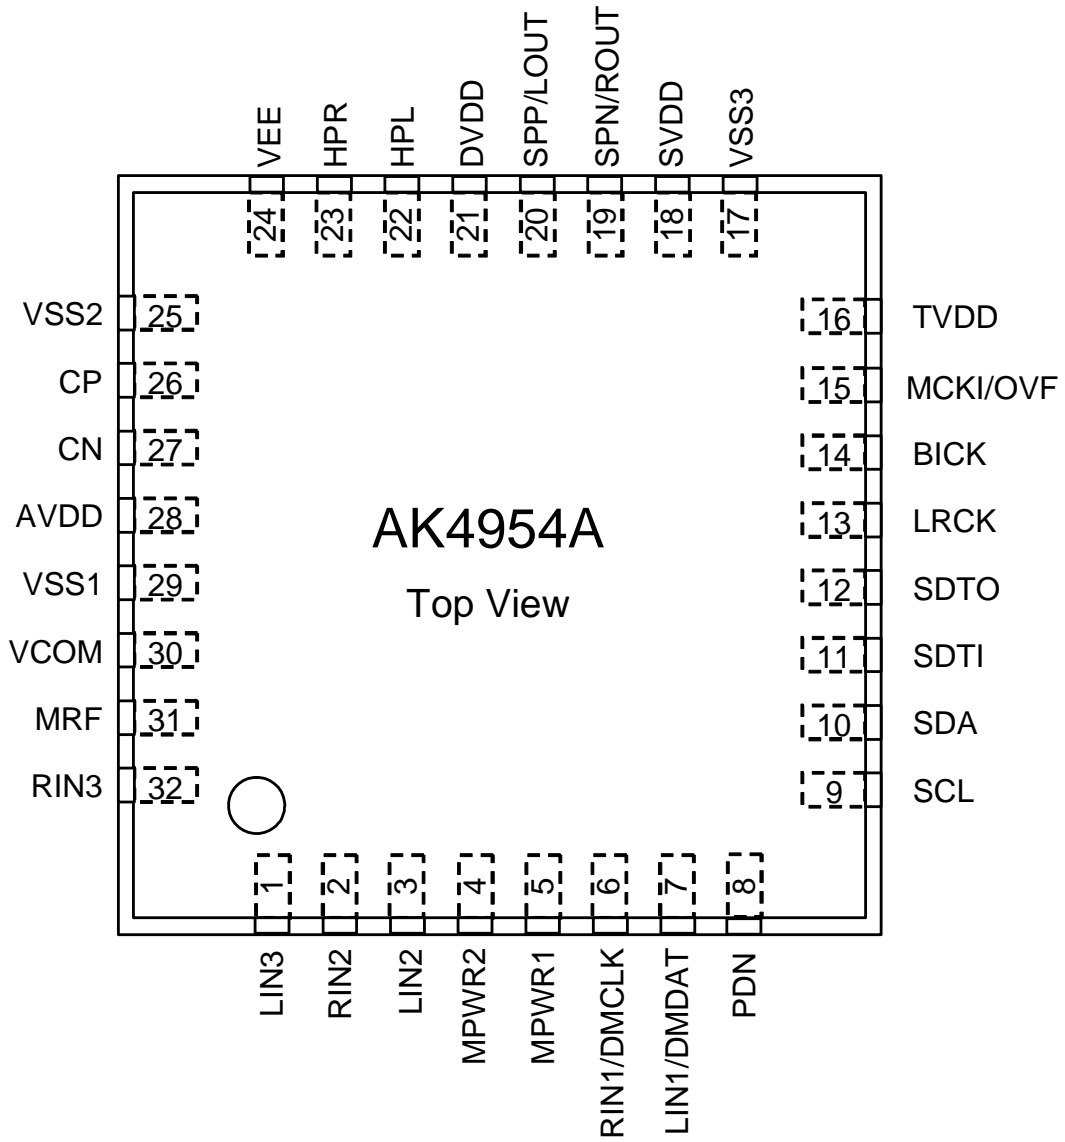 VEE
HPR
HPL
DVDD
SPP/LOUT
SPN/ROUT
SVDD
VSS3
24
23
22
21
20
19
18
17
VSS2 25
CP 26
CN 27
AVDD 28
VSS1 29
VCOM 30
MRF 31
RIN3 32
AK4954A
Top View
16 TVDD
15 MCKI/OVF
14 BICK
13 LRCK
12 SDTO
11 SDTI
10 SDA
9 SCL
1
2
3
4
5
6
7
8
LIN3
RIN2
LIN2
MPWR2
MPWR1
RIN1/DMCLK
LIN1/DMDAT
PDN